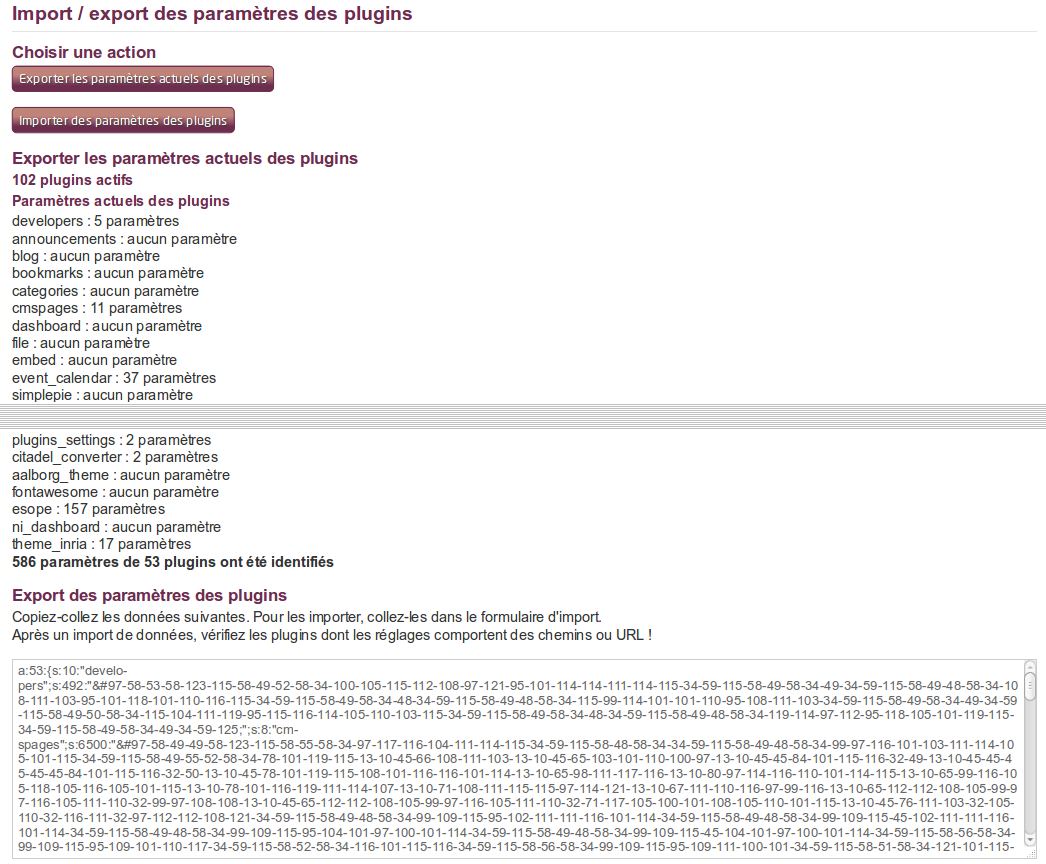 Import / export des paramètres des plugins
Choisir une action
Exporter les paramètres actuels des plugins
Importer des paramètres des plugins
Exporter les paramètres actuels des plugins
102 plugins actifs
Paramètres actuels des plugins
developers : 5 paramètres
announcements : aucun paramètre
blog : aucun paramètre
bookmarks : aucun paramètre
categories : aucun paramètre
cmspages : 11 paramètres
dashboard : aucun paramètre
file : aucun paramètre
embed : aucun paramètre
event_calendar : 37 paramètres
simplepie : aucun paramètre
plugins_settings : 2 paramètres
citadel_converter : 2 paramètres
aalborg_theme : aucun paramètre
fontawesome : aucun paramètre
esope : 157 paramètres
ni_dashboard : aucun paramètre
theme_inria : 17 paramètres
586 paramètres de 53 plugins ont été identifiés
Export des paramètres des plugins
Copiez-collez les données suivantes. Pour les importer, collez-les dans le formulaire d'import.
Après un import de données, vérifiez les plugins dont les réglages comportent des chemins ou URL !
a:53:{s:10:"develo-
pers";s:492:"&#97-58-53-58-123-115-58-49-52-58-34-100-105-115-112-108-97-121-95-101-114-114-111-114-115-34-59-115-58-49-58-34-49-34-59-115-58-49-48-58-34-10
8-111-103-95-101-118-101-110-116-115-34-59-115-58-49-58-34-48-34-59-115-58-49-48-58-34-115-99-114-101-101-110-95-108-111-103-34-59-115-58-49-58-34-49-34-59
-115-58-49-50-58-34-115-104-111-119-95-115-116-114-105-110-103-115-34-59-115-58-49-58-34-48-34-59-115-58-49-48-58-34-119-114-97-112-95-118-105-101-119-115-
34-59-115-58-49-58-34-49-34-59-125;";s:8:"cm-
spages";s:6500:"&#97-58-49-49-58-123-115-58-55-58-34-97-117-116-104-111-114-115-34-59-115-58-48-58-34-34-59-115-58-49-48-58-34-99-97-116-101-103-111-114-10
5-101-115-34-59-115-58-49-55-52-58-34-78-101-119-115-13-10-45-66-108-111-103-13-10-45-65-103-101-110-100-97-13-10-45-45-84-101-115-116-32-49-13-10-45-45-4
5-45-45-84-101-115-116-32-50-13-10-45-78-101-119-115-108-101-116-116-101-114-13-10-65-98-111-117-116-13-10-80-97-114-116-110-101-114-115-13-10-65-99-116-10
5-118-105-116-105-101-115-13-10-78-101-116-119-111-114-107-13-10-71-108-111-115-115-97-114-121-13-10-67-111-110-116-97-99-116-13-10-65-112-112-108-105-99-9
7-116-105-111-110-32-99-97-108-108-13-10-45-65-112-112-108-105-99-97-116-105-111-110-32-71-117-105-100-101-108-105-110-101-115-13-10-45-76-111-103-32-105-
110-32-116-111-32-97-112-112-108-121-34-59-115-58-49-48-58-34-99-109-115-95-102-111-111-116-101-114-34-59-115-58-49-48-58-34-99-109-115-45-102-111-111-116-
101-114-34-59-115-58-49-48-58-34-99-109-115-95-104-101-97-100-101-114-34-59-115-58-49-48-58-34-99-109-115-45-104-101-97-100-101-114-34-59-115-58-56-58-34-
99-109-115-95-109-101-110-117-34-59-115-58-52-58-34-116-101-115-116-34-59-115-58-56-58-34-99-109-115-95-109-111-100-101-34-59-115-58-51-58-34-121-101-115-